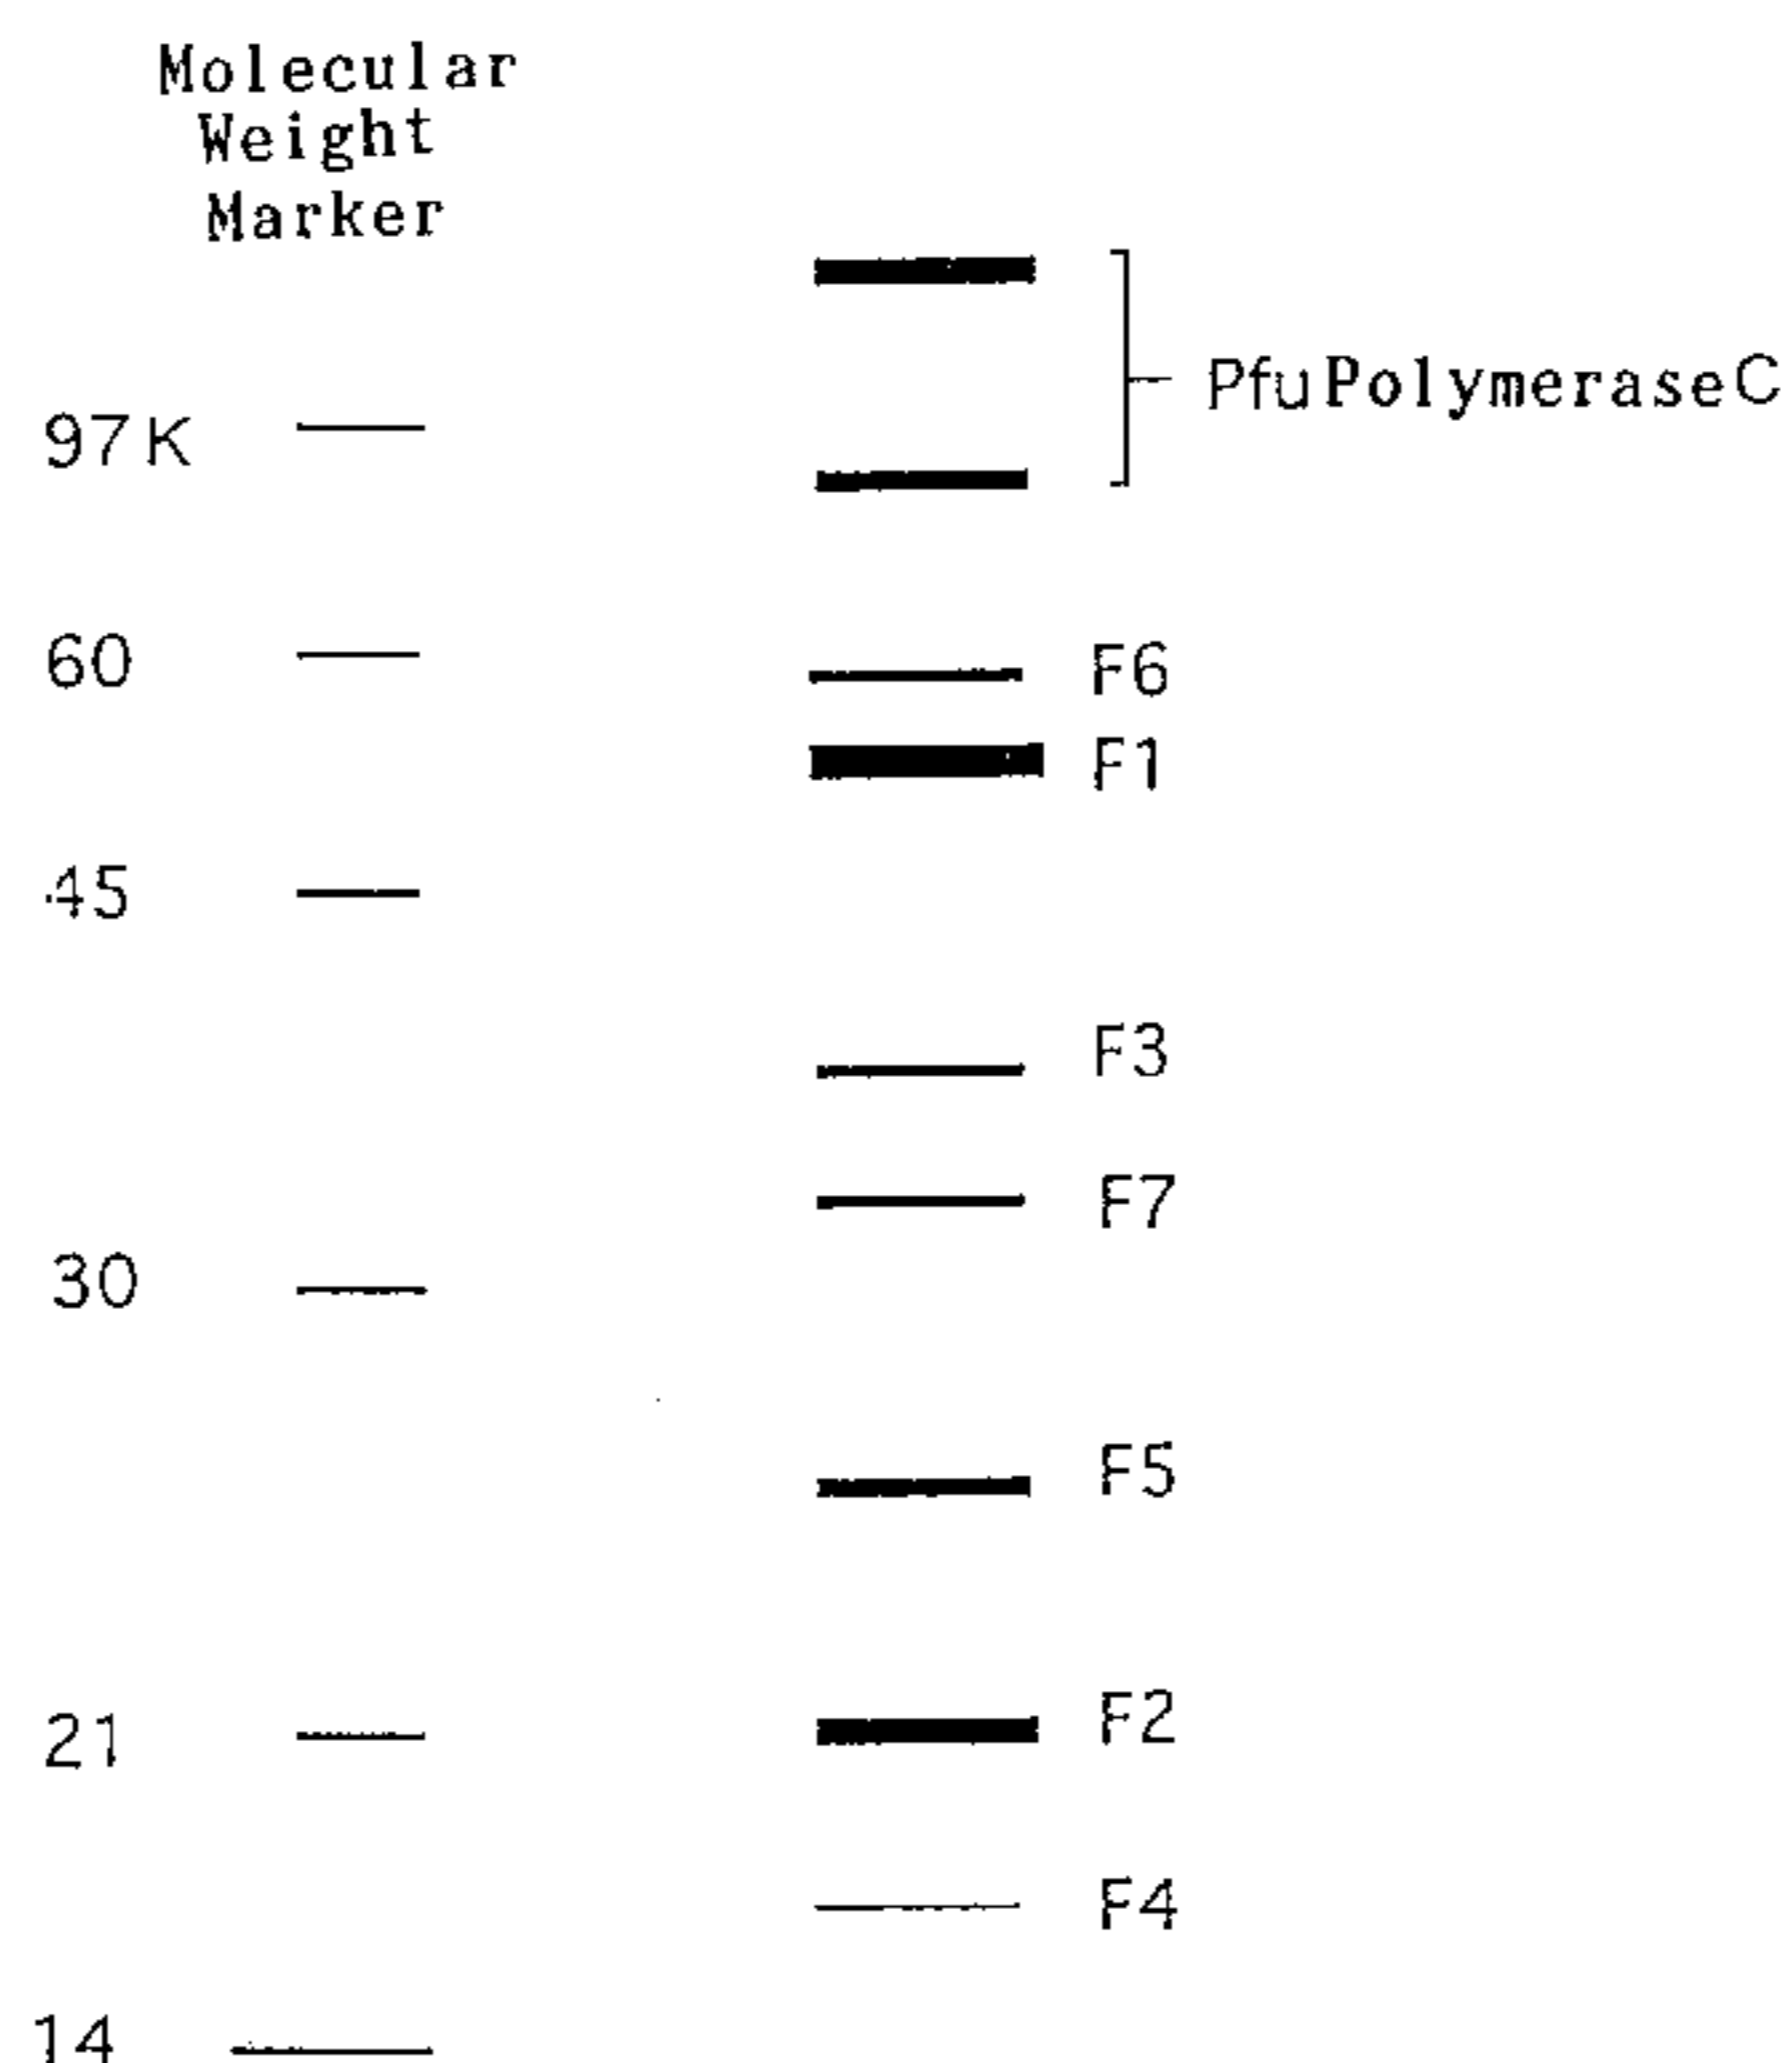 Molecular
Weight
Marker
PfuPolymeraseC
97K
60
F6
F1
45
F3
F7
30
F5
21
F2
F4
14